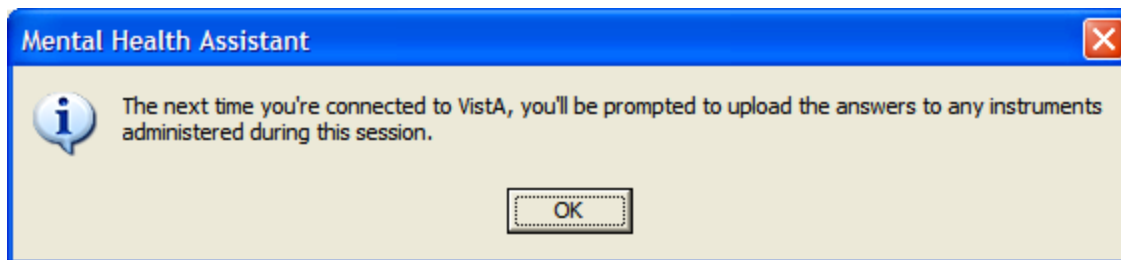 Mental Health Assistant
The next time you're connected to VistA, you'll be prompted to upload the answers to any instruments
administered during this session.
OK